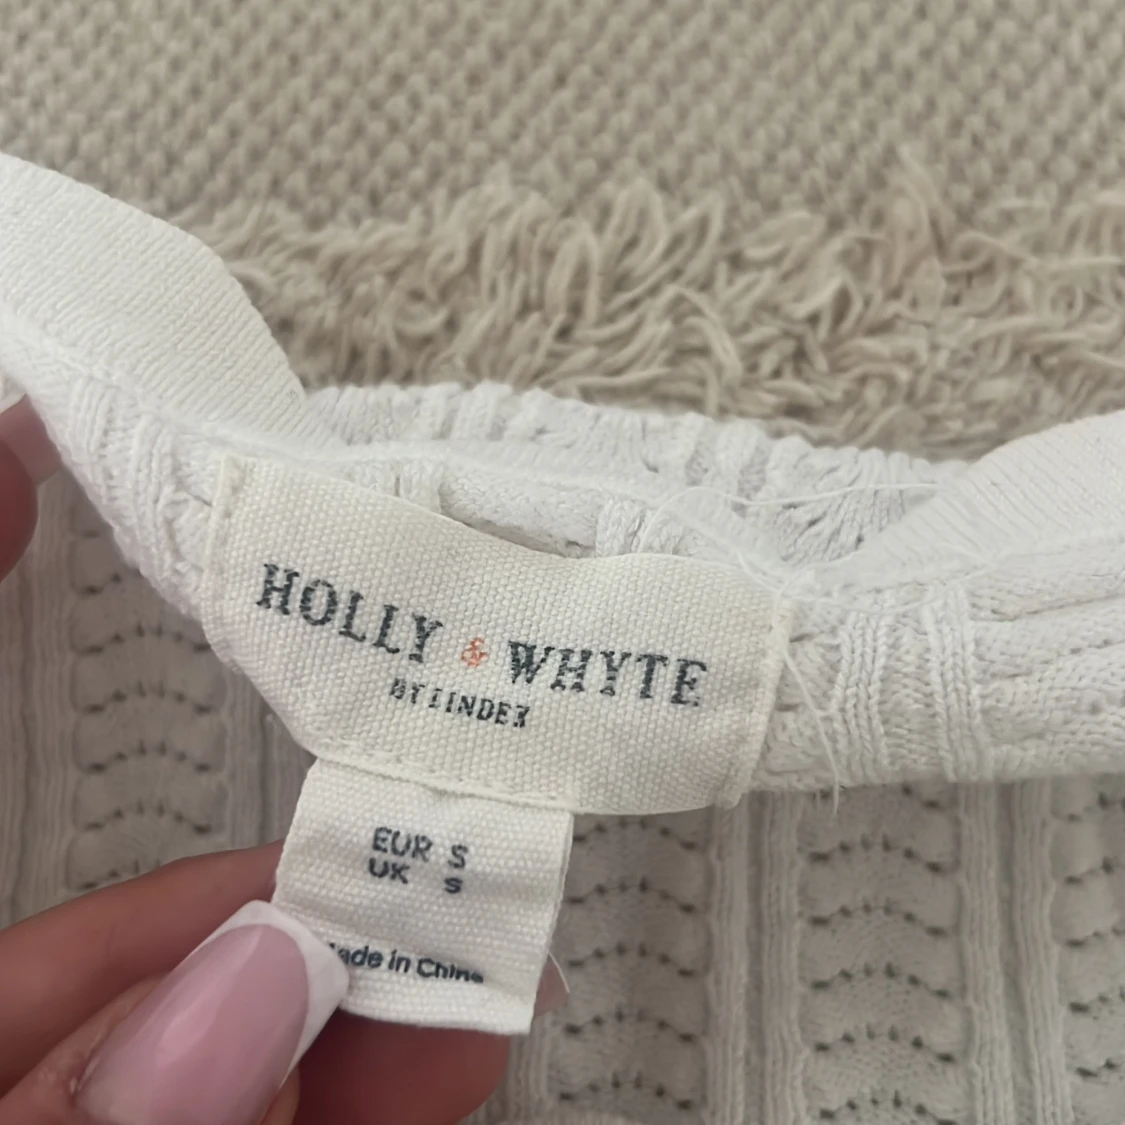 HOLLY & WHYTE
BY LINDEX
EUR S
UK S
Made in China